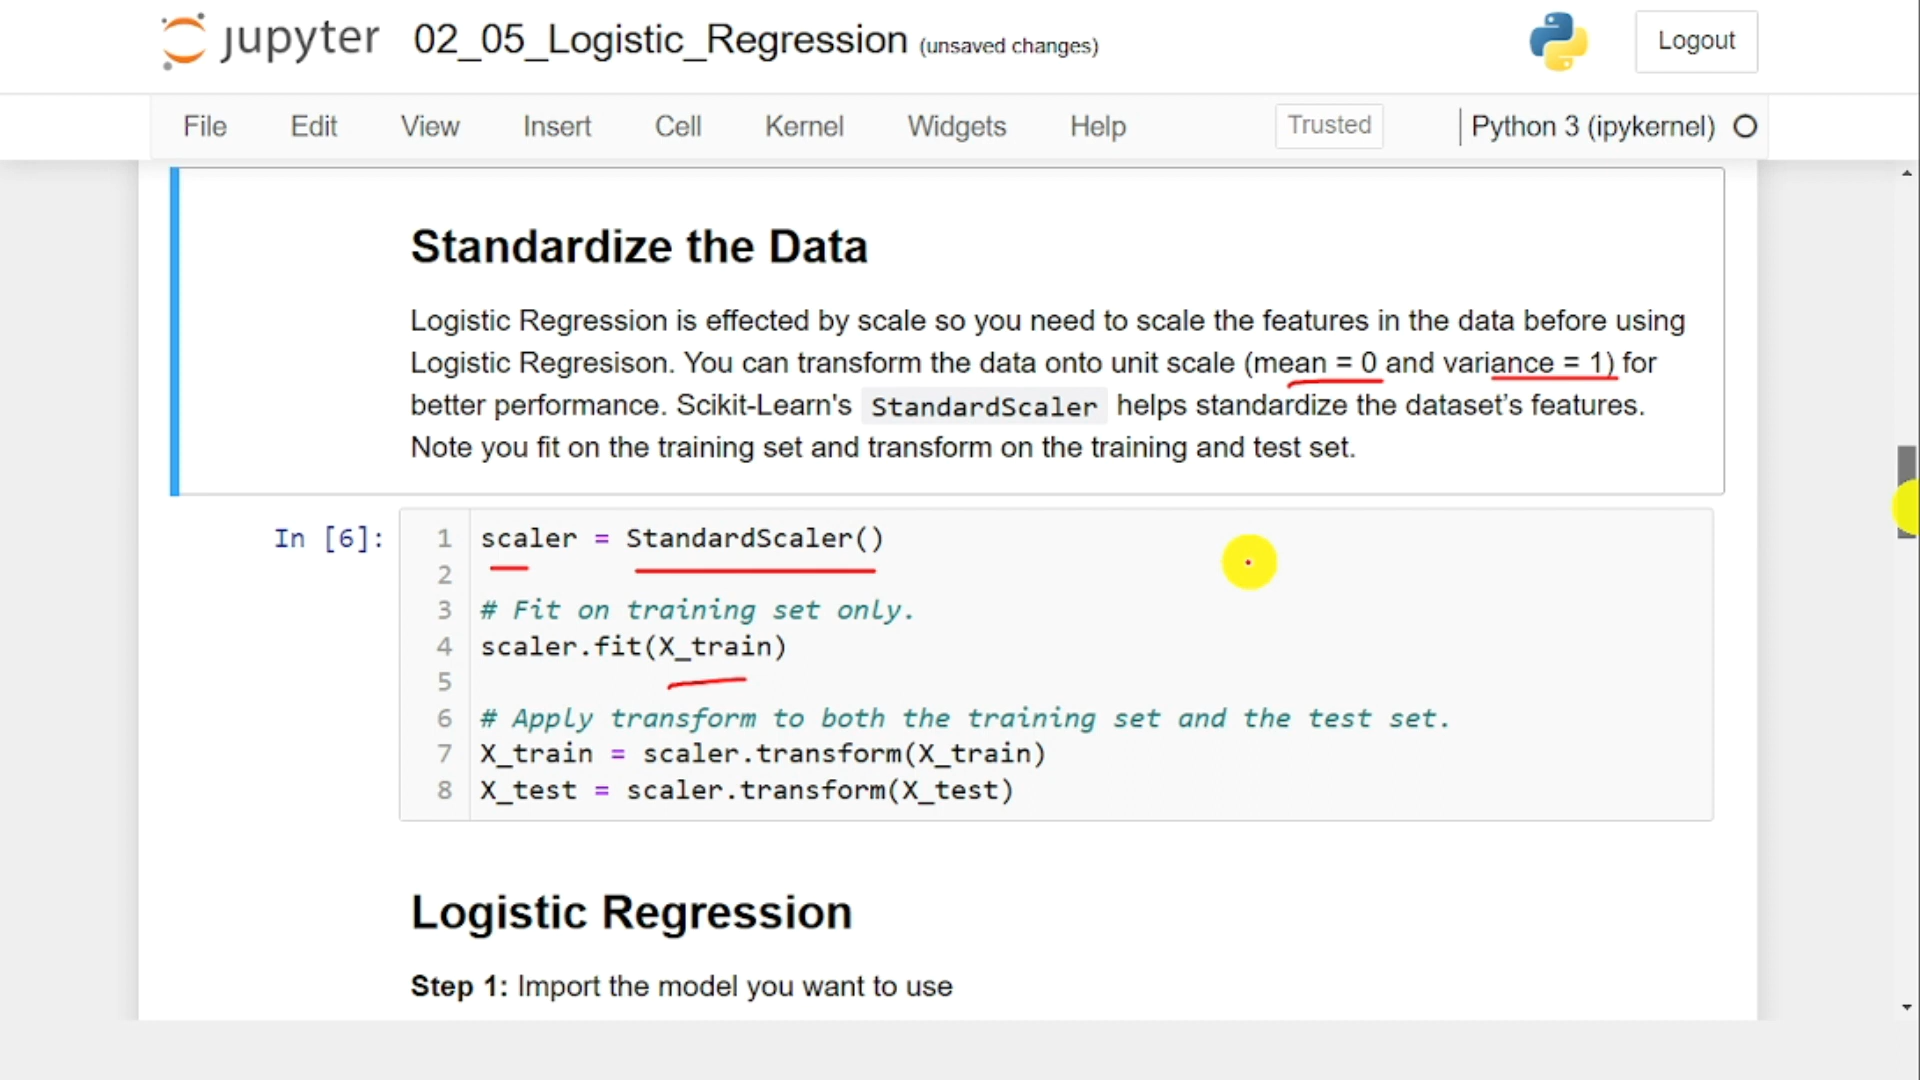 jupyter 02_05_Logistic_Regression (unsaved changes) Logout
File Edit View Insert Cell Kernel Widgets Help Trusted Python 3 (ipykernel)
Standardize the Data
Logistic Regression is effected by scale so you need to scale the features in the data before using
Logistic Regresison. You can transform the data onto unit scale (mean = 0 and variance = 1) for
better performance. Scikit-Learn's StandardScaler helps standardize the dataset’s features.
Note you fit on the training set and transform on the training and test set.
In [6]: 1 scaler = StandardScaler()
2
3 # Fit on training set only.
4 scaler.fit(X_train)
5
6 # Apply transform to both the training set and the test set.
7 X_train = scaler.transform(X_train)
8 X_test = scaler.transform(X_test)
Logistic Regression
Step 1: Import the model you want to use